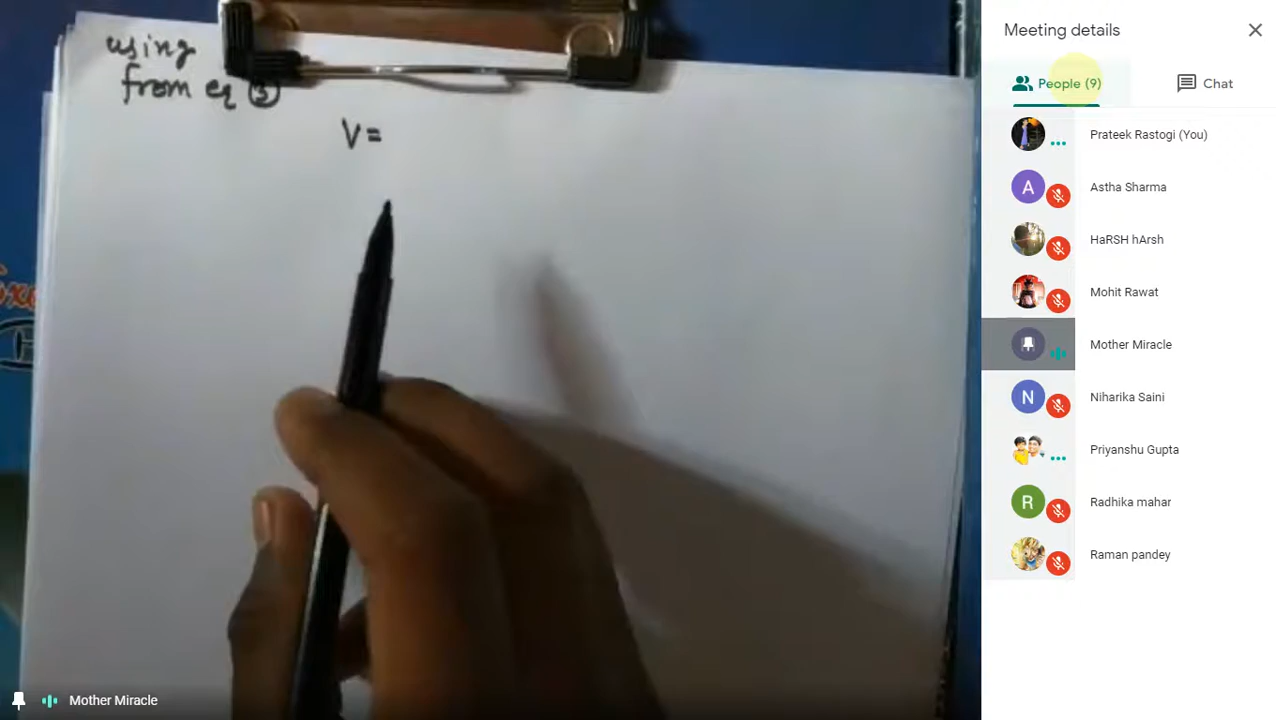 using
from eq (3)
V=
Mother Miracle
Meeting details
People (9)
Chat
Prateek Rastogi (You)
A
Astha Sharma
HaRSH hArsh
Mohit Rawat
Mother Miracle
N
Niharika Saini
Priyanshu Gupta
R
Radhika mahar
Raman pandey